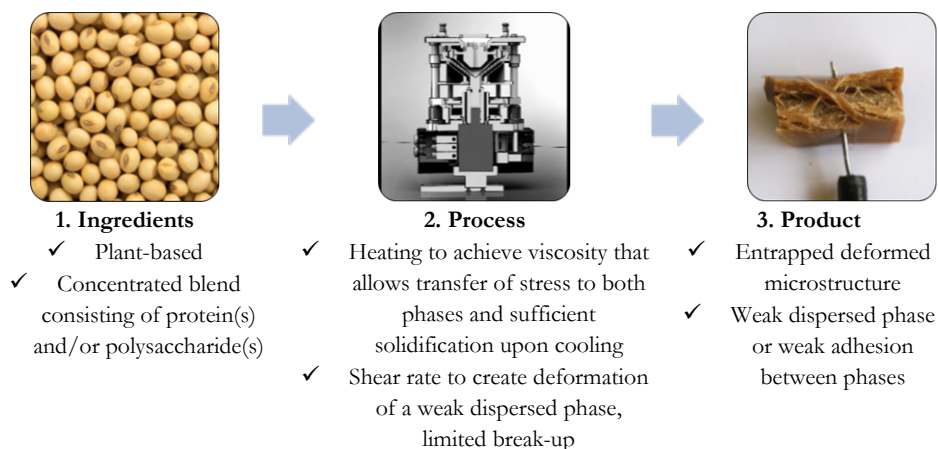 1. Ingredients
✓ Plant-based
✓ Concentrated blend
consisting of protein(s)
and/or polysaccharide(s)
2. Process
✓ Heating to achieve viscosity that
allows transfer of stress to both
phases and sufficient
solidification upon cooling
✓ Shear rate to create deformation
of a weak dispersed phase,
limited break-up
3. Product
✓ Entrapped deformed
microstructure
✓ Weak dispersed phase
or weak adhesion
between phases